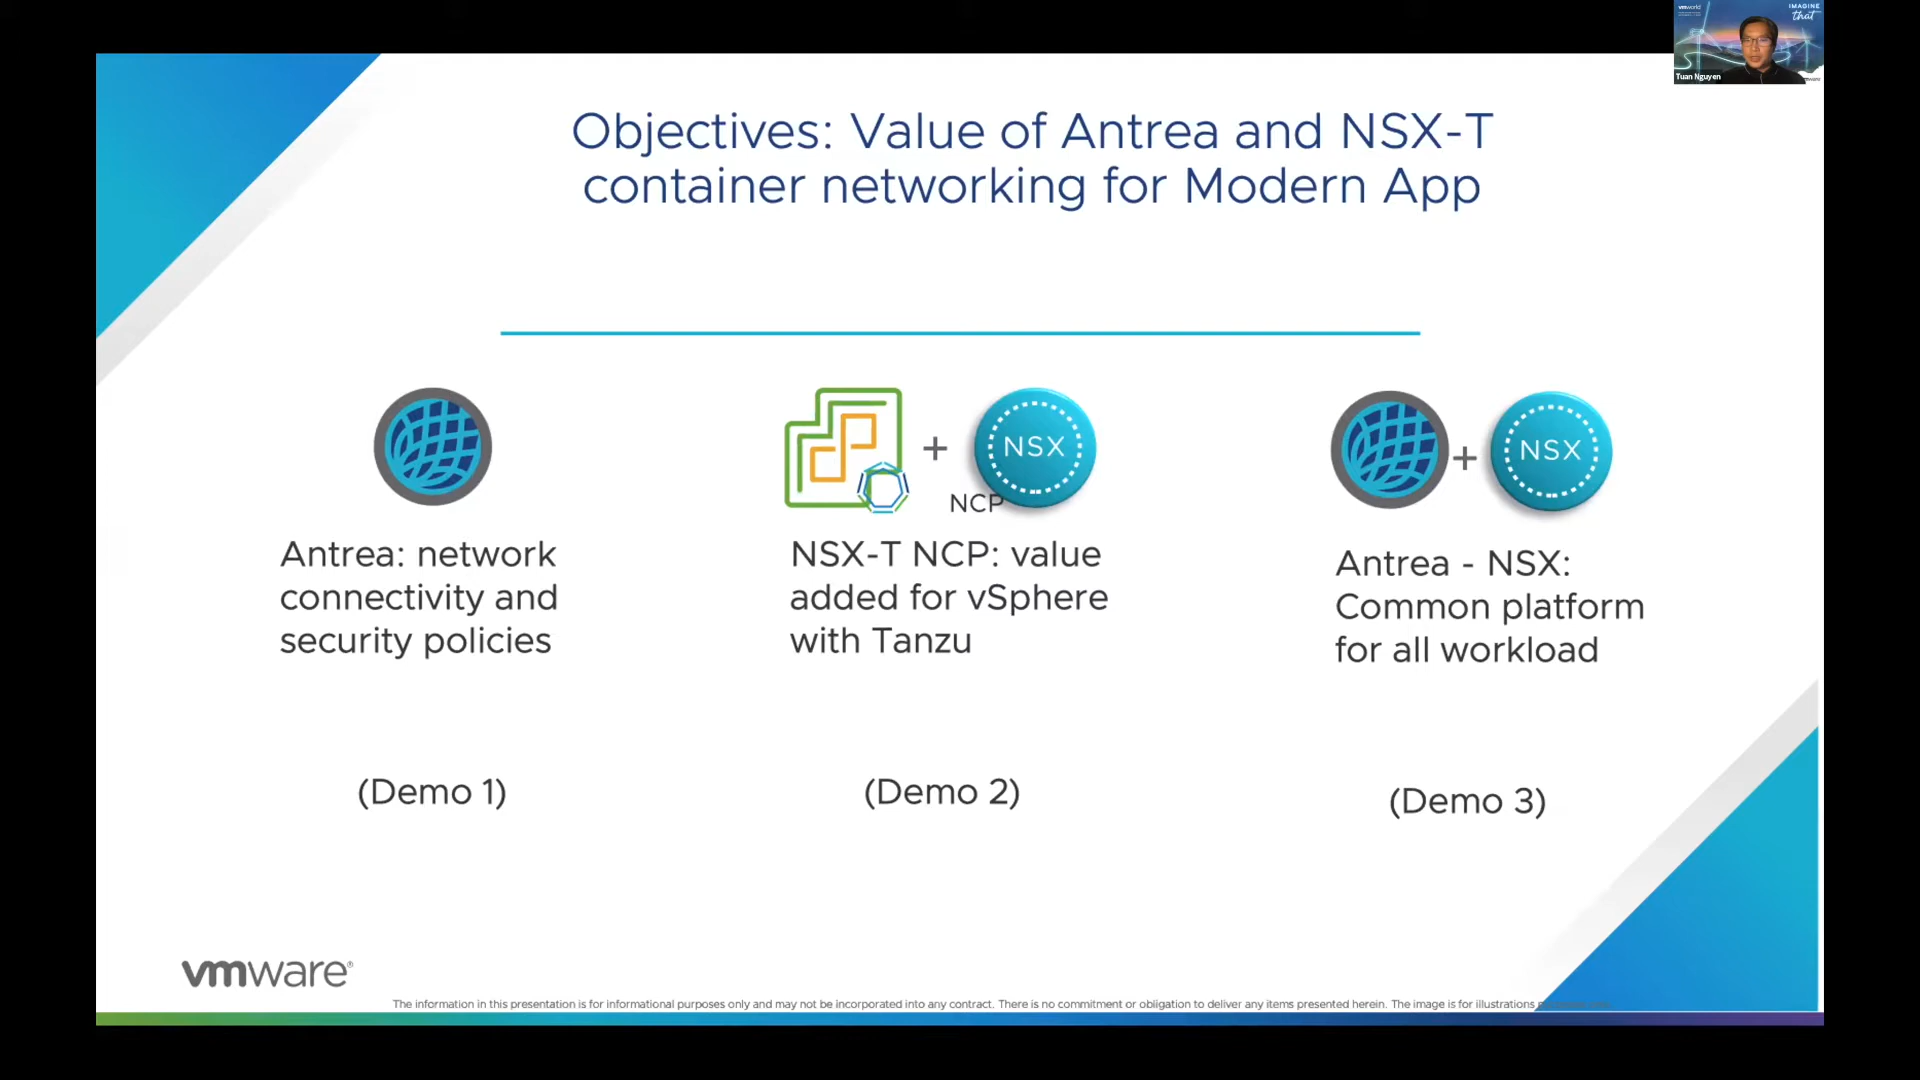 vmworld
IMAGINE
that
Tuan Nguyen
Objectives: Value of Antrea and NSX-T
container networking for Modern App
+
NSX
NCP
+
NSX
Antrea: network
connectivity and
security policies
NSX-T NCP: value
added for vSphere
with Tanzu
Antrea - NSX:
Common platform
for all workload
(Demo 1)
(Demo 2)
(Demo 3)
vmware®
The information in this presentation is for informational purposes only and may not be incorporated into any contract. There is no commitment or obligation to deliver any items presented herein. The image is for illustrations